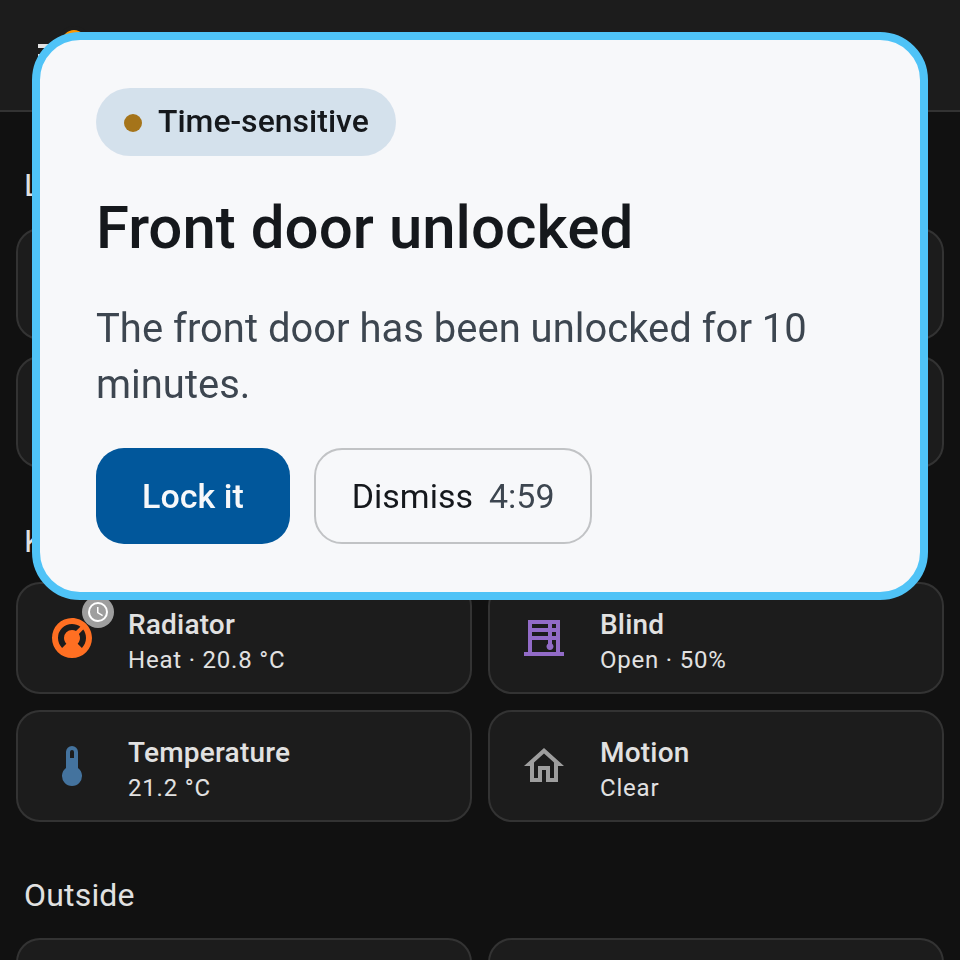 Time-sensitive
Front door unlocked
The front door has been unlocked for 10
minutes.
Lock it
Dismiss 4:59
Radiator
Heat · 20.8 °C
Blind
Open · 50%
Temperature
21.2 °C
Motion
Clear
Outside